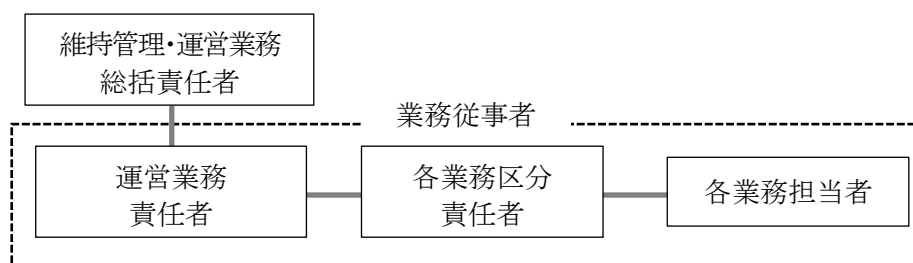 維持管理・運営業務
総括責任者
業務従事者
運営業務
責任者
各業務区分
責任者
各業務担当者